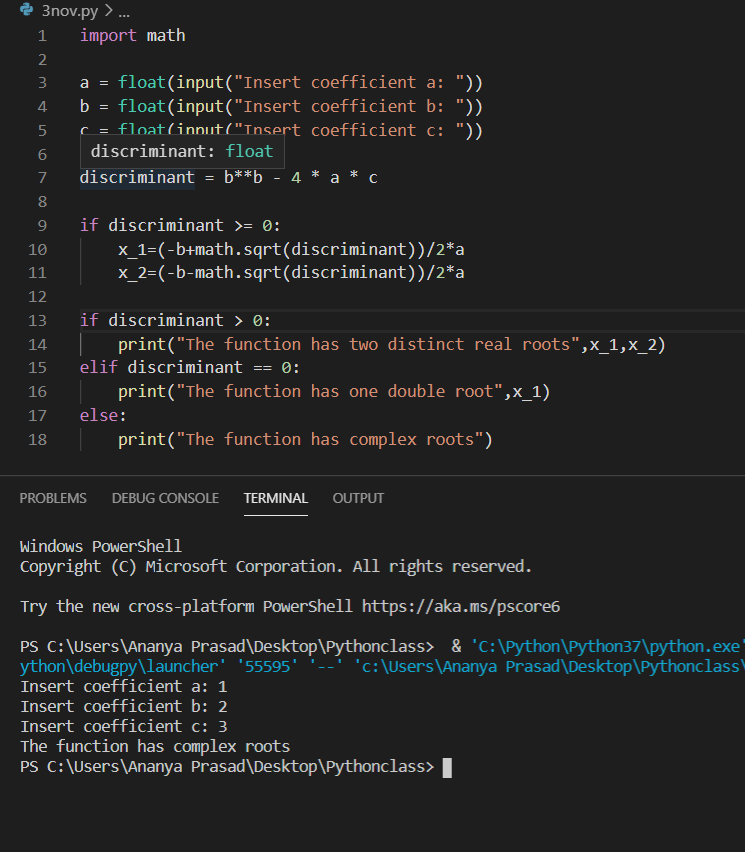 3nov.py > ...
1 import math
2
3 a = float(input("Insert coefficient a: "))
4 b = float(input("Insert coefficient b: "))
5 c = float(input("Insert coefficient c: "))
6 discriminant: float
7 discriminant = b**b - 4 * a * c
8
9 if discriminant >= 0:
10 x_1=(-b+math.sqrt(discriminant))/2*a
11 x_2=(-b-math.sqrt(discriminant))/2*a
12
13 if discriminant > 0:
14 print("The function has two distinct real roots",x_1,x_2)
15 elif discriminant == 0:
16 print("The function has one double root",x_1)
17 else:
18 print("The function has complex roots")
PROBLEMS DEBUG CONSOLE TERMINAL OUTPUT
Windows PowerShell
Copyright (C) Microsoft Corporation. All rights reserved.
Try the new cross-platform PowerShell https://aka.ms/pscore6
PS C:\Users\Ananya Prasad\Desktop\Pythonclass> & 'C:\Python\Python37\python.exe'
ython\debugpy\launcher' '55595' '--' 'c:\Users\Ananya Prasad\Desktop\Pythonclass\
Insert coefficient a: 1
Insert coefficient b: 2
Insert coefficient c: 3
The function has complex roots
PS C:\Users\Ananya Prasad\Desktop\Pythonclass>